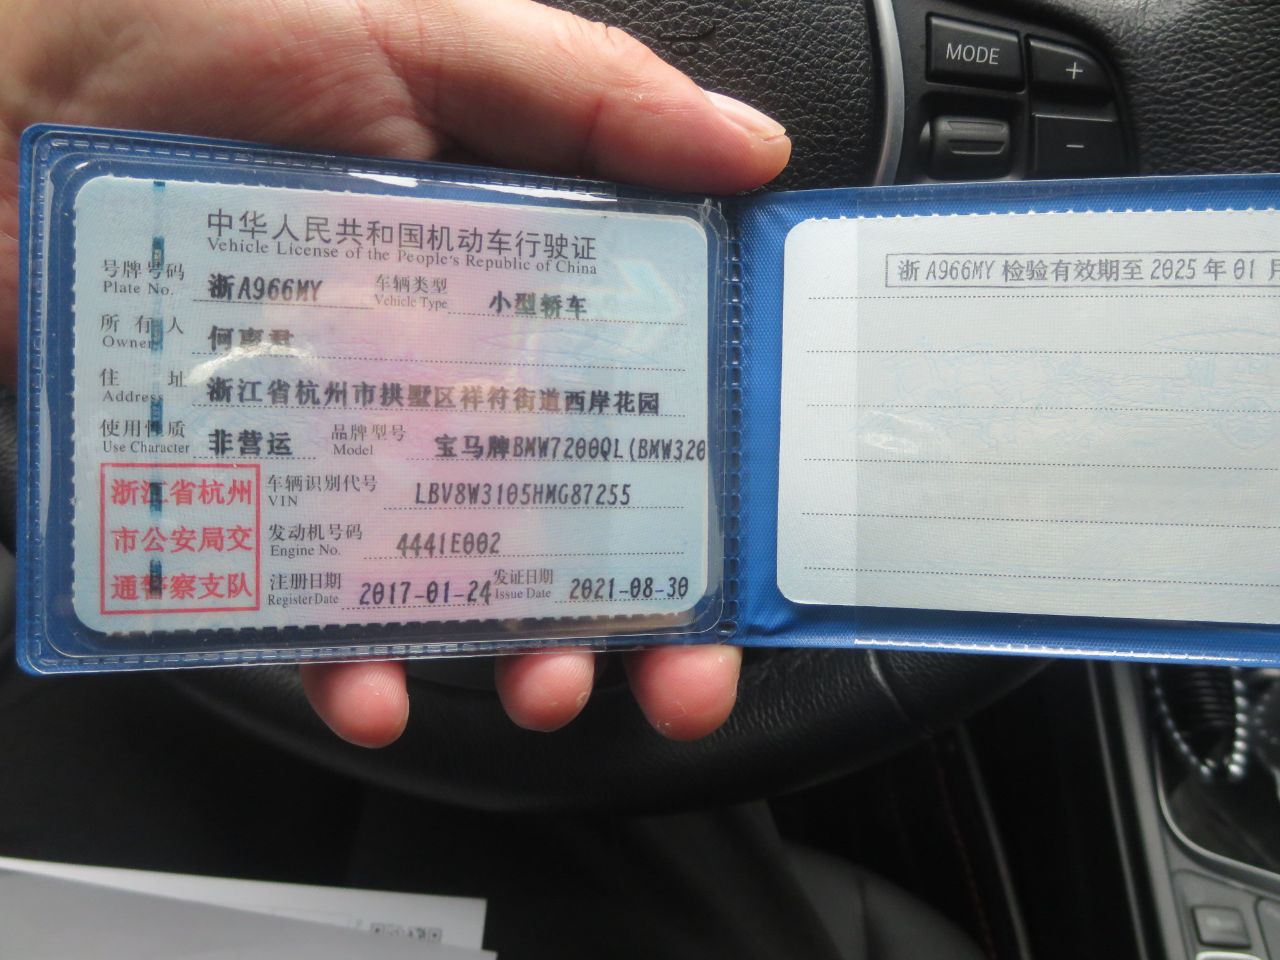 MODE
+
−
中华人民共和国机动车行驶证
Vehicle License of the People's Republic of China
号牌号码 浙A966MY 车辆类型 小型轿车
Plate No. Vehicle Type
所有人 何 君
Owner
住址 浙江省杭州市拱墅区祥符街道西岸花园
Address
使用性质 非营运 品牌型号 宝马牌BMW7200QL(BMW320
Use Character Model
浙江省杭州
市公安局交
通警察支队
车辆识别代号 LBV8W3105HMG87255
VIN
发动机号码 4441E002
Engine No.
注册日期 2017-01-24 发证日期 2021-08-30
Register Date Issue Date
浙A966MY 检验有效期至 2025年01月